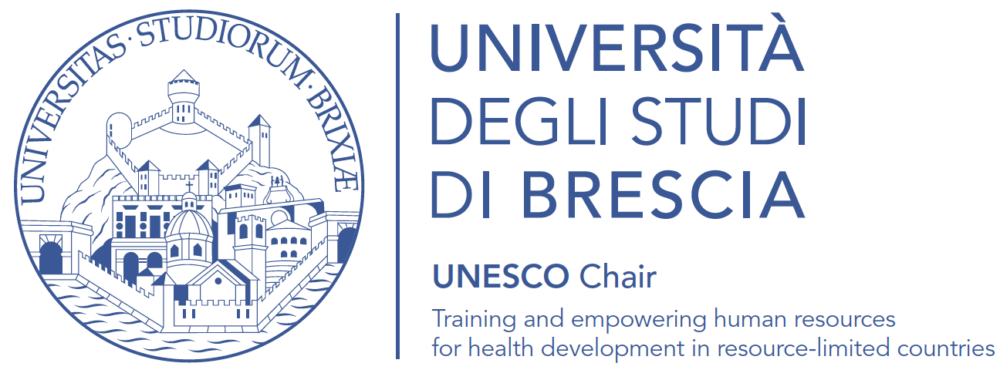 UNIVERSITAS · STUDIORUM · BRIXIÆ
UNIVERSITÀ
DEGLI STUDI
DI BRESCIA
UNESCO Chair
Training and empowering human resources
for health development in resource-limited countries